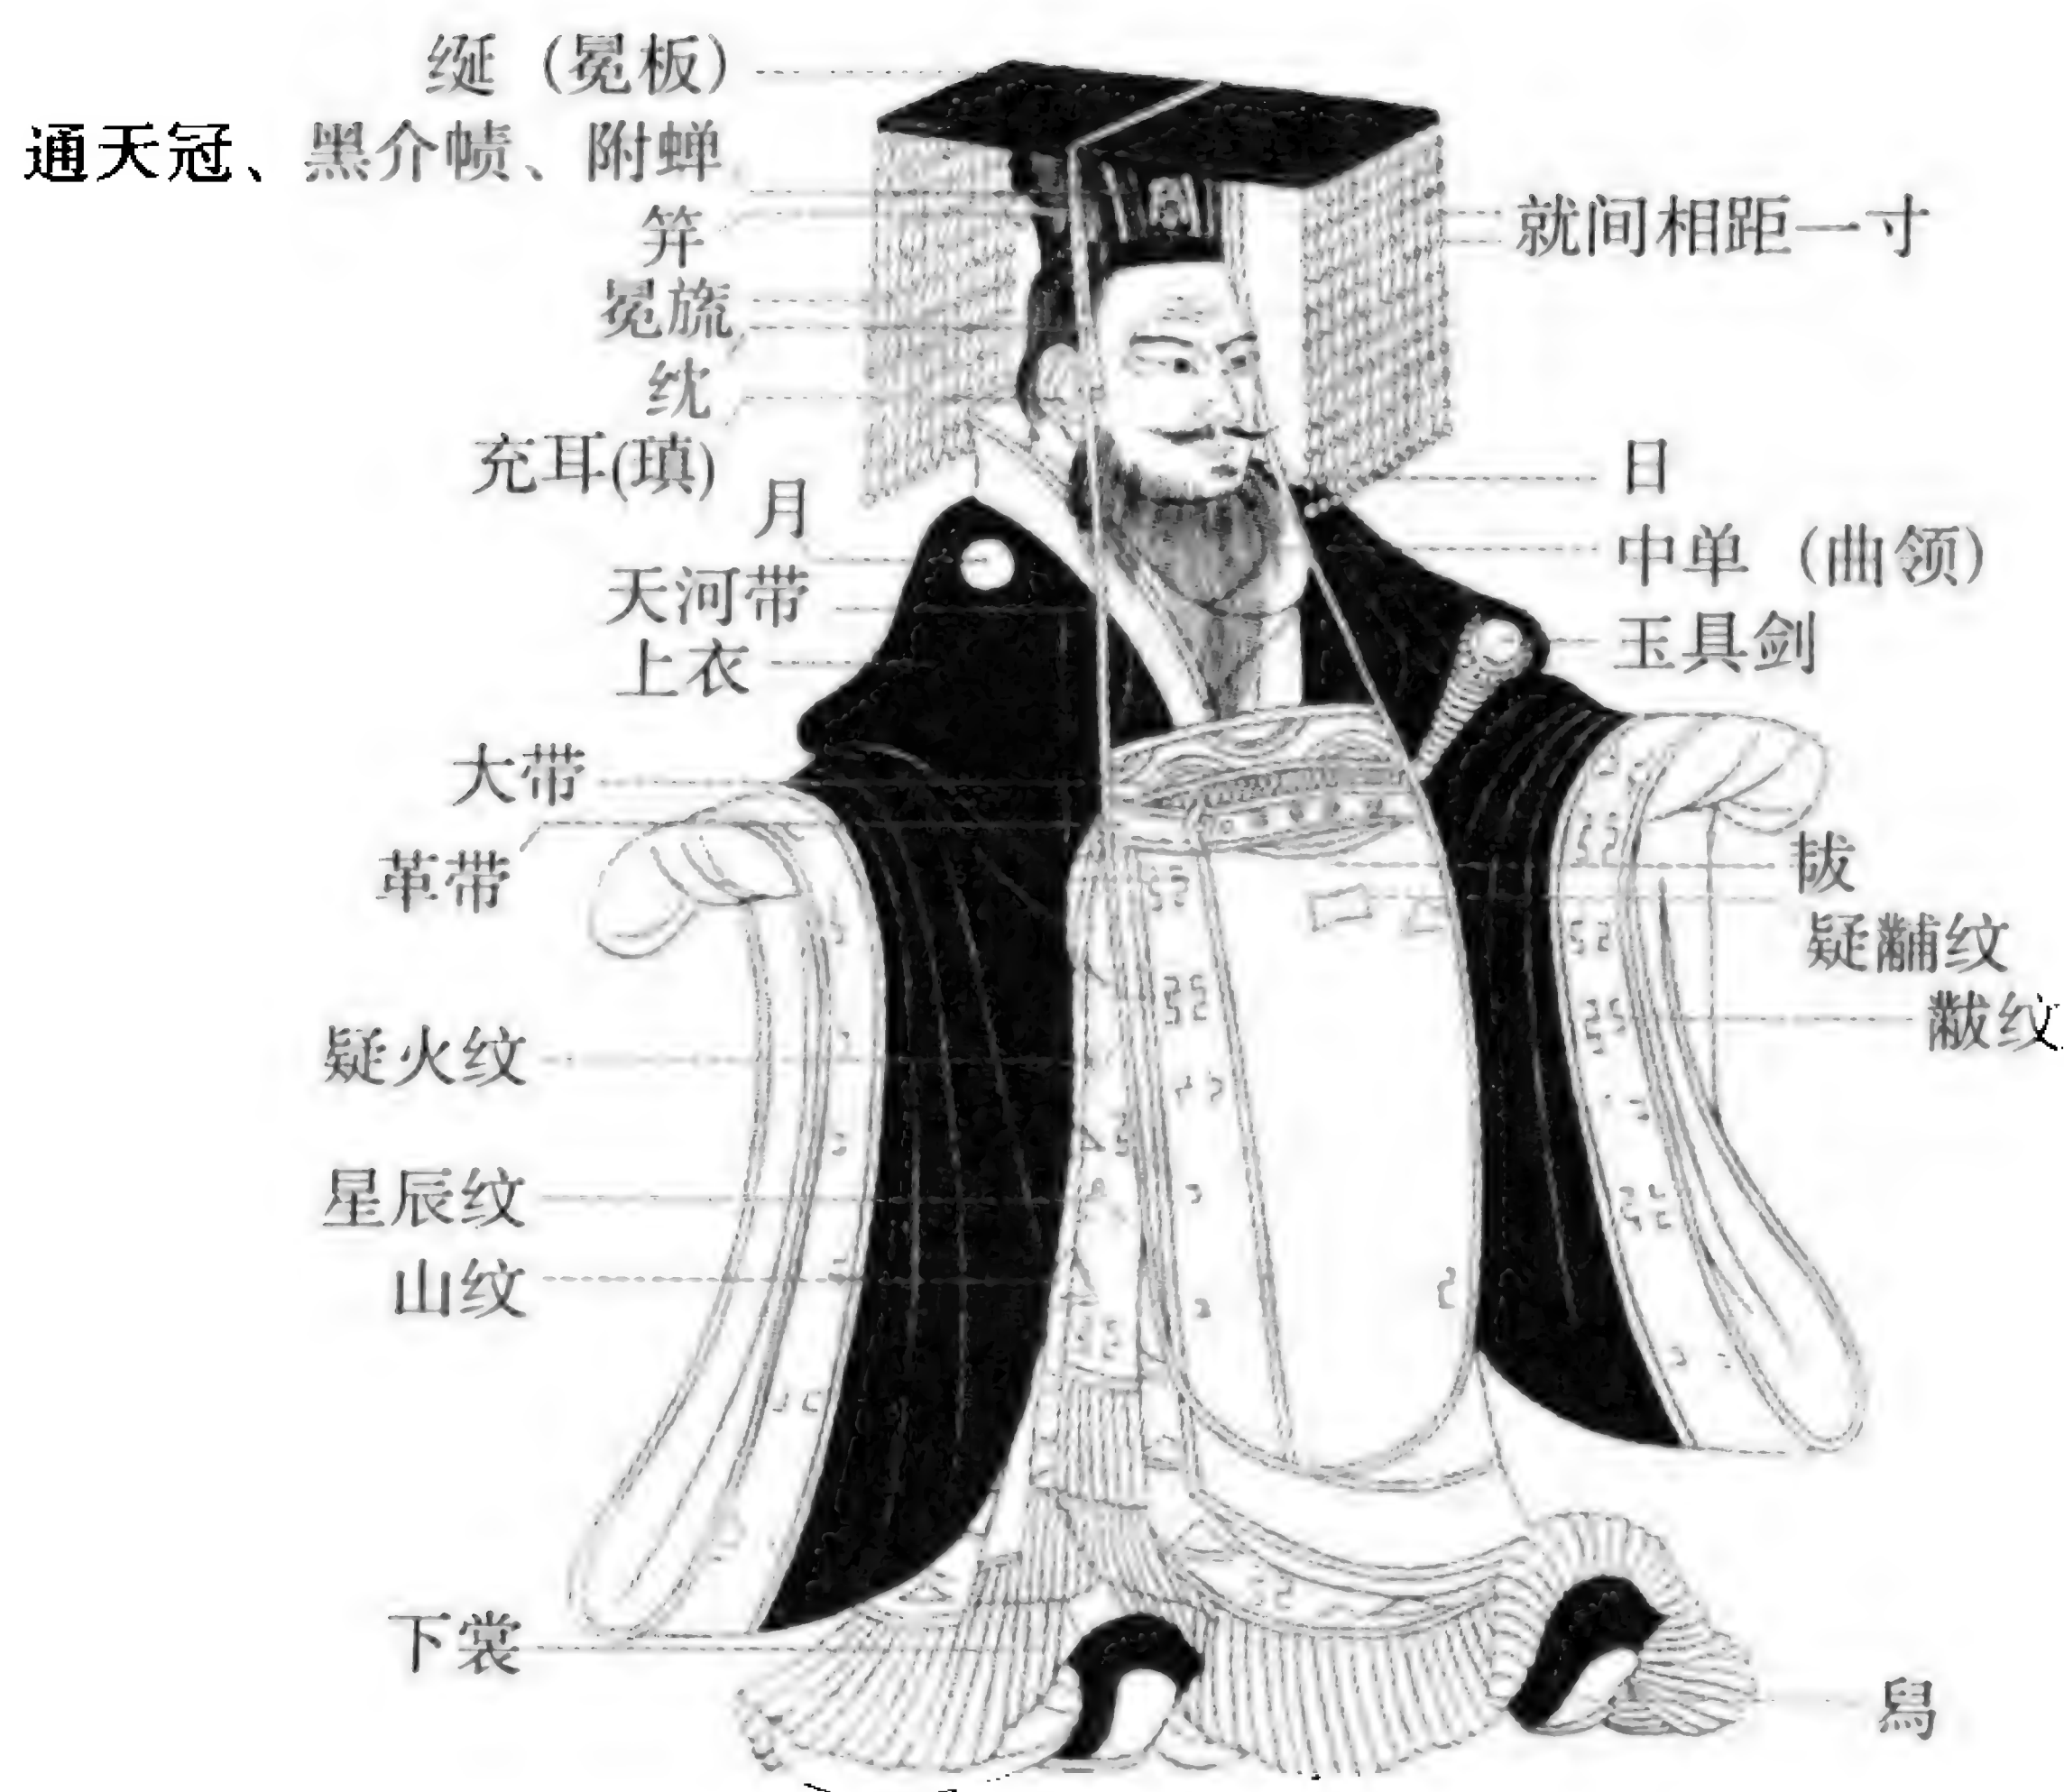 綖（冕板）
通天冠、黑介帻、附蝉
笄
冕旒
纮
充耳(瑱)
月
天河带
上衣
大带
革带
疑火纹
星辰纹
山纹
下裳
就间相距一寸
日
中单（曲领）
玉具剑
韨
疑黼纹
黻纹
舄